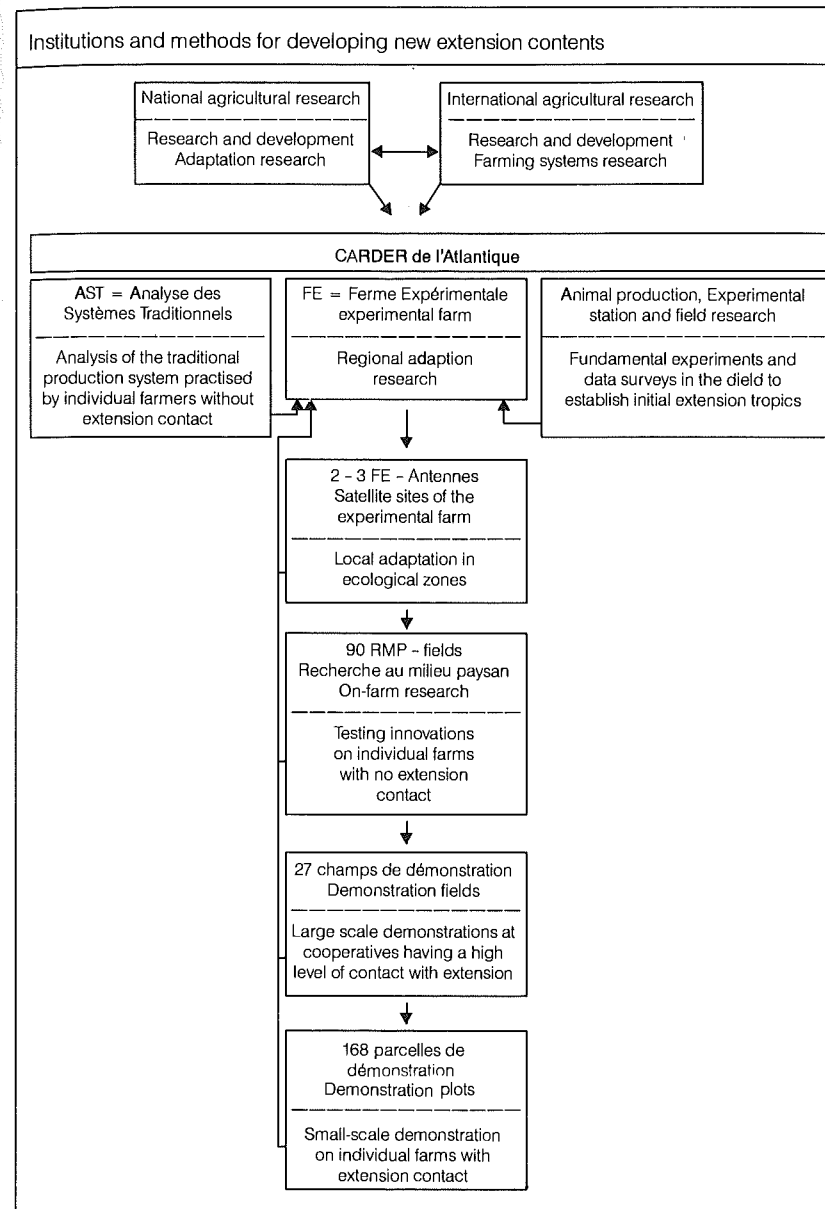 Institutions and methods for developing new extension contents
National agricultural research
Research and development
Adaptation research
International agricultural research
Research and development
Farming systems research
CARDER de l'Atlantique
AST = Analyse des
Systèmes Traditionnels
Analysis of the traditional
production system practised
by individual farmers without
extension contact
FE = Ferme Expérimentale
experimental farm
Regional adaption
research
Animal production, Experimental
station and field research
Fundamental experiments and
data surveys in the dield to
establish initial extension tropics
2 - 3 FE - Antennes
Satellite sites of the
experimental farm
Local adaptation in
ecological zones
90 RMP - fields
Recherche au milieu paysan
On-farm research
Testing innovations
on individual farms
with no extension
contact
27 champs de démonstration
Demonstration fields
Large scale demonstrations at
cooperatives having a high
level of contact with extension
168 parcelles de
démonstration
Demonstration plots
Small-scale demonstration
on individual farms with
extension contact